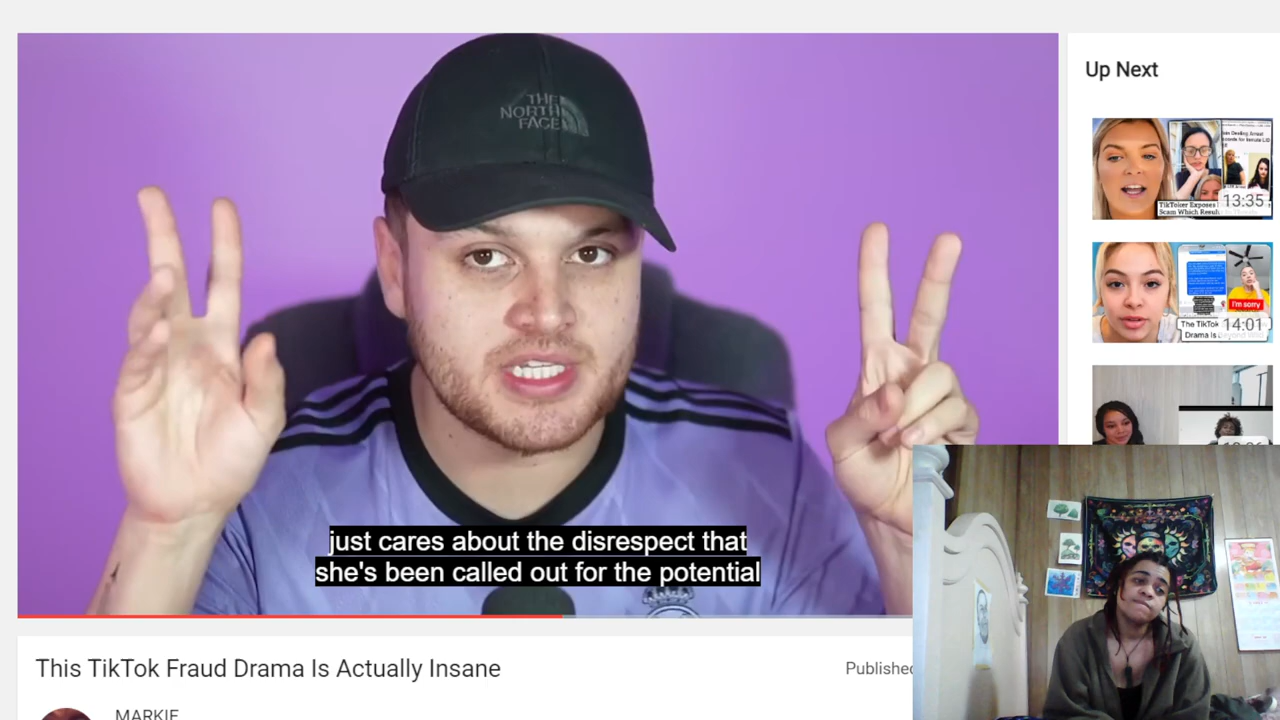 THE
NORTH
FACE
just cares about the disrespect that
she's been called out for the potential
This TikTok Fraud Drama Is Actually Insane
Published
MARKIE
Up Next
TikToker Exposes
Scam Which Resul
13:35
I'm sorry
The TikTok
Drama Is
14:01